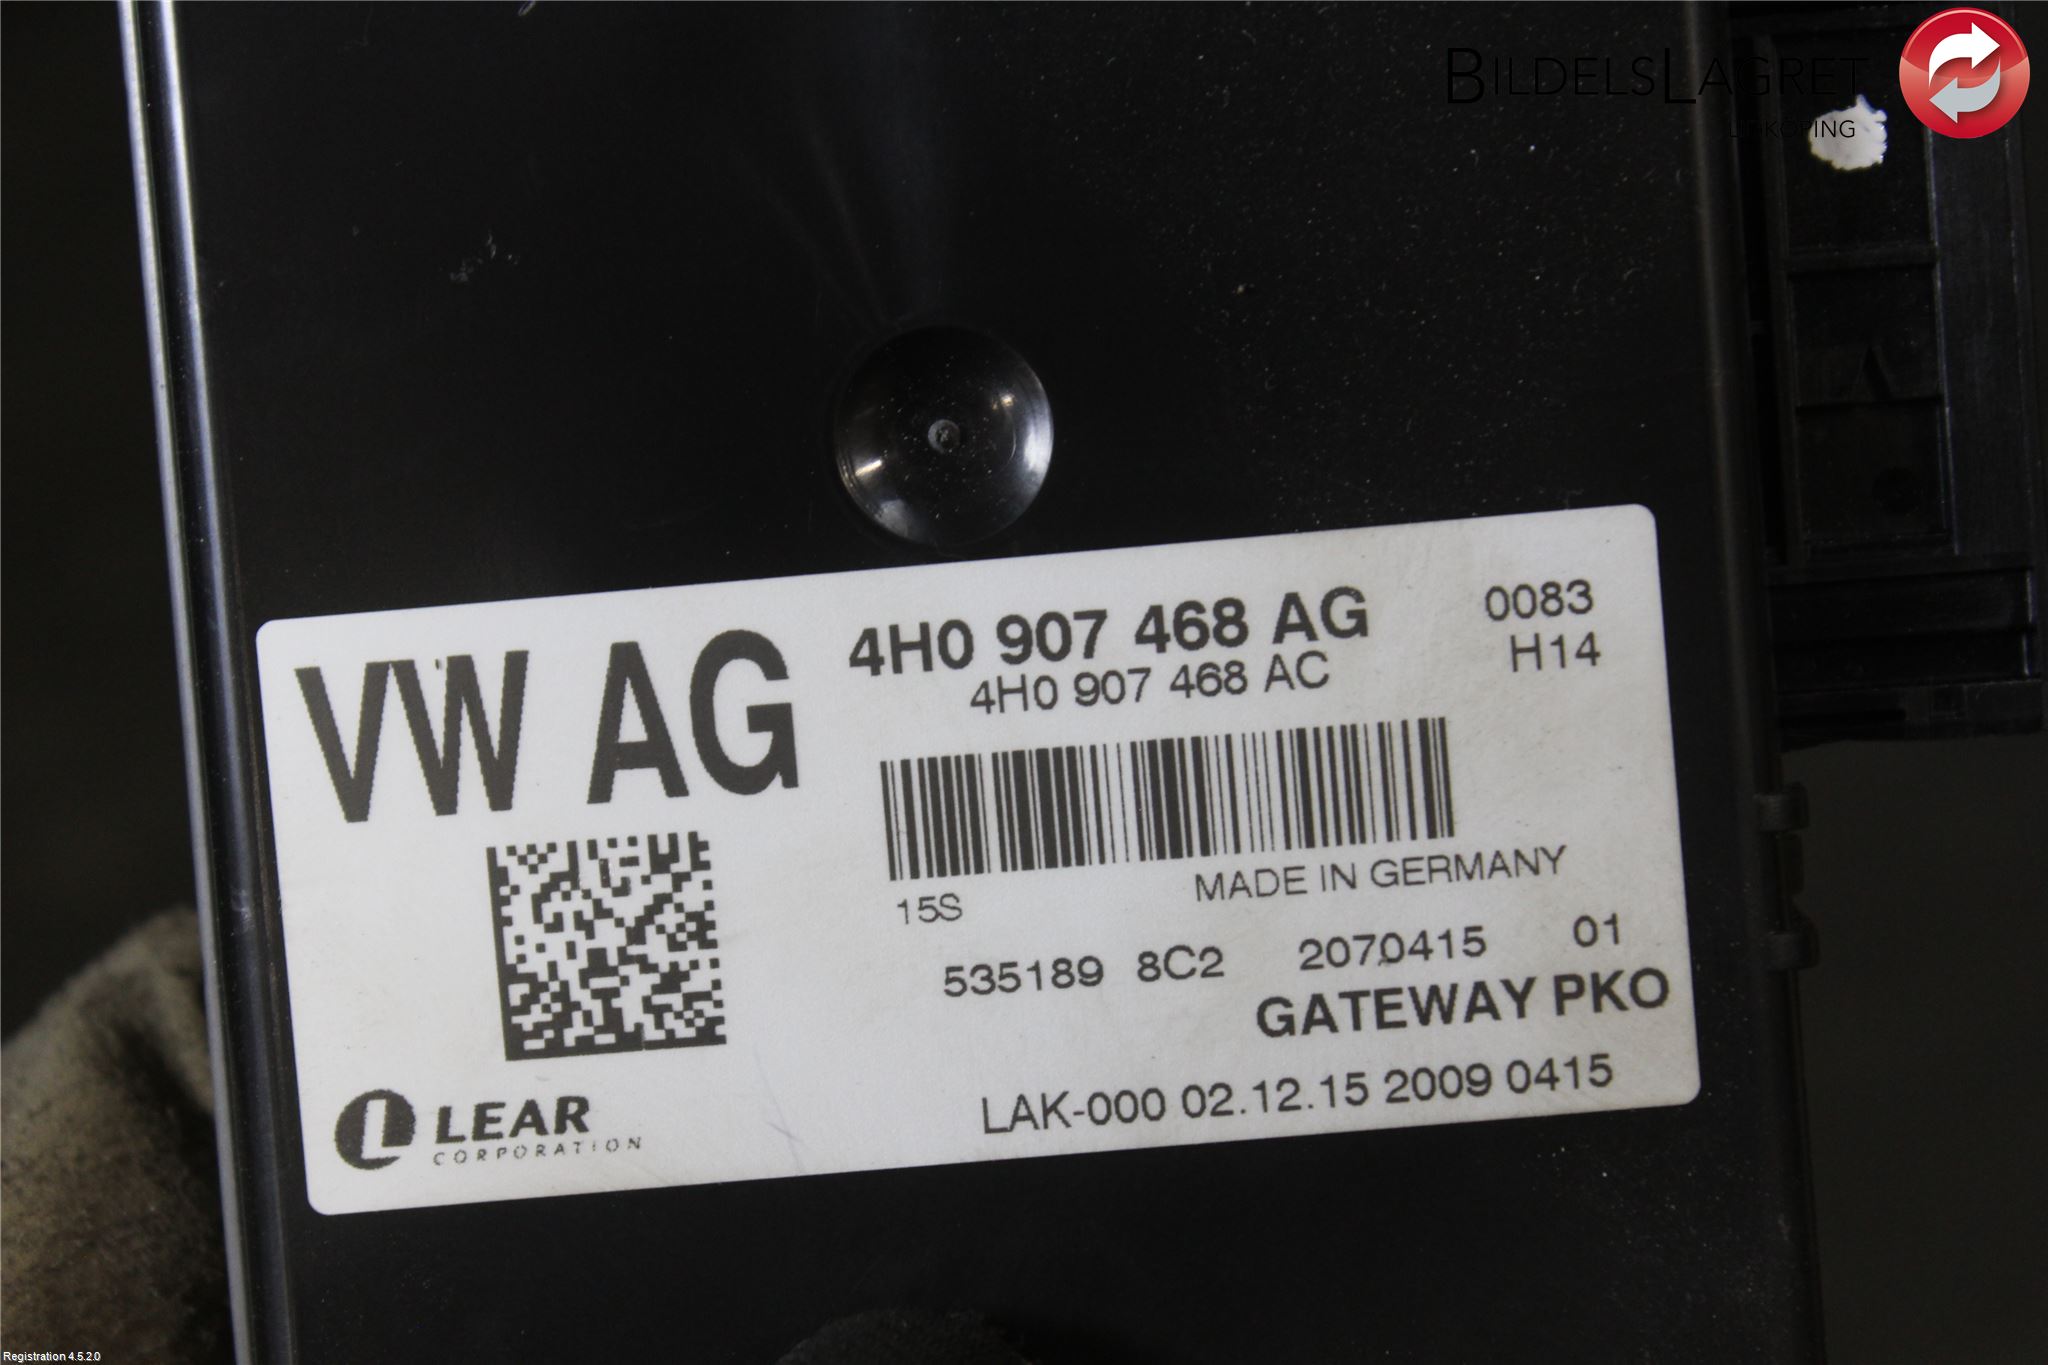 BILDELSLAGRET
LINKÖPING
VW AG
4H0 907 468 AG
4H0 907 468 AC
0083
H14
15S
MADE IN GERMANY
535189 8C2 2070415 01
GATEWAY PKO
LEAR
CORPORATION
LAK-000 02.12.15 2009 0415
Registration 4.5.2.0